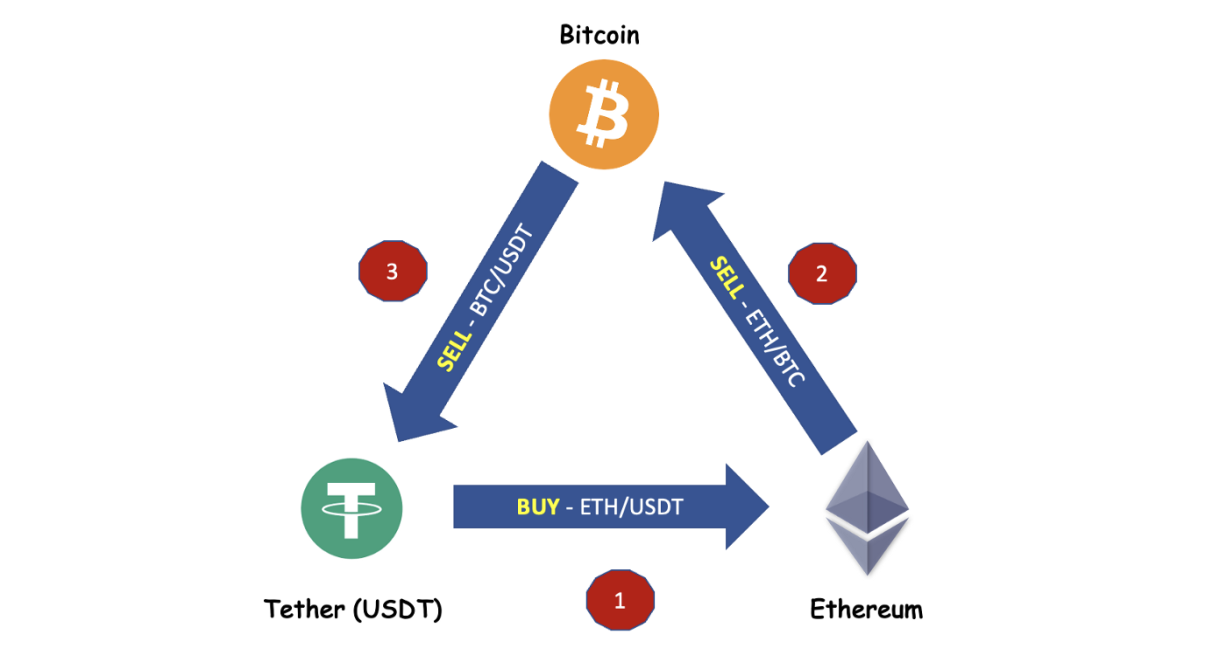 Bitcoin
3
SELL - BTC/USDT
2
SELL - ETH/BTC
BUY - ETH/USDT
Tether (USDT)
1
Ethereum